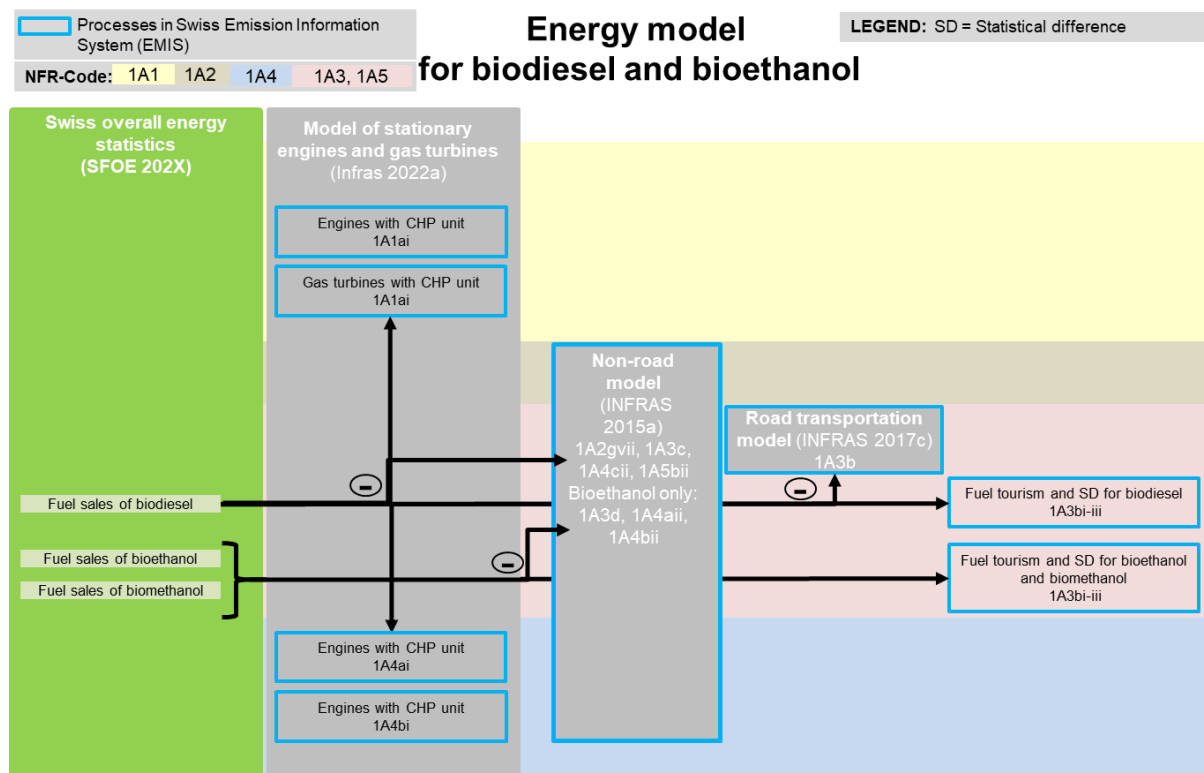 Processes in Swiss Emission Information
System (EMIS)
NFR-Code: 1A1 1A2 1A4 1A3, 1A5
Energy model
for biodiesel and bioethanol
LEGEND: SD = Statistical difference
Swiss overall energy
statistics
(SFOE 202X)
Model of stationary
engines and gas turbines
(Infras 2022a)
Engines with CHP unit
1A1ai
Gas turbines with CHP unit
1A1ai
Non-road
model
(INFRAS
2015a)
1A2gvii, 1A3c,
1A4cii, 1A5bii
Bioethanol only:
1A3d, 1A4aii,
1A4bii
Road transportation
model (INFRAS 2017c)
1A3b
-
-
-
Fuel sales of biodiesel
Fuel sales of bioethanol
Fuel sales of biomethanol
Fuel tourism and SD for biodiesel
1A3bi-iii
Fuel tourism and SD for bioethanol
and biomethanol
1A3bi-iii
Engines with CHP unit
1A4ai
Engines with CHP unit
1A4bi